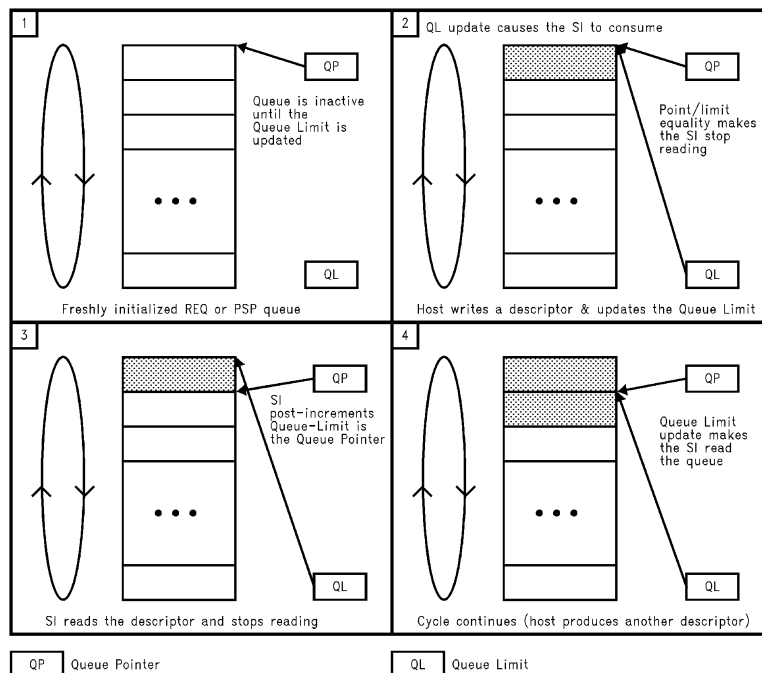 1
QP
Queue is inactive
until the
Queue Limit is
updated
• • •
QL
Freshly initialized REQ or PSP queue
2
QL update causes the SI to consume
QP
Point/limit
equality makes
the SI stop
reading
• • •
QL
Host writes a descriptor & updates the Queue Limit
3
QP
SI
post-increments
Queue-Limit is
the Queue Pointer
• • •
QL
SI reads the descriptor and stops reading
4
QP
Queue Limit
update makes
the SI read
the queue
• • •
QL
Cycle continues (host produces another descriptor)
QP Queue Pointer
QL Queue Limit